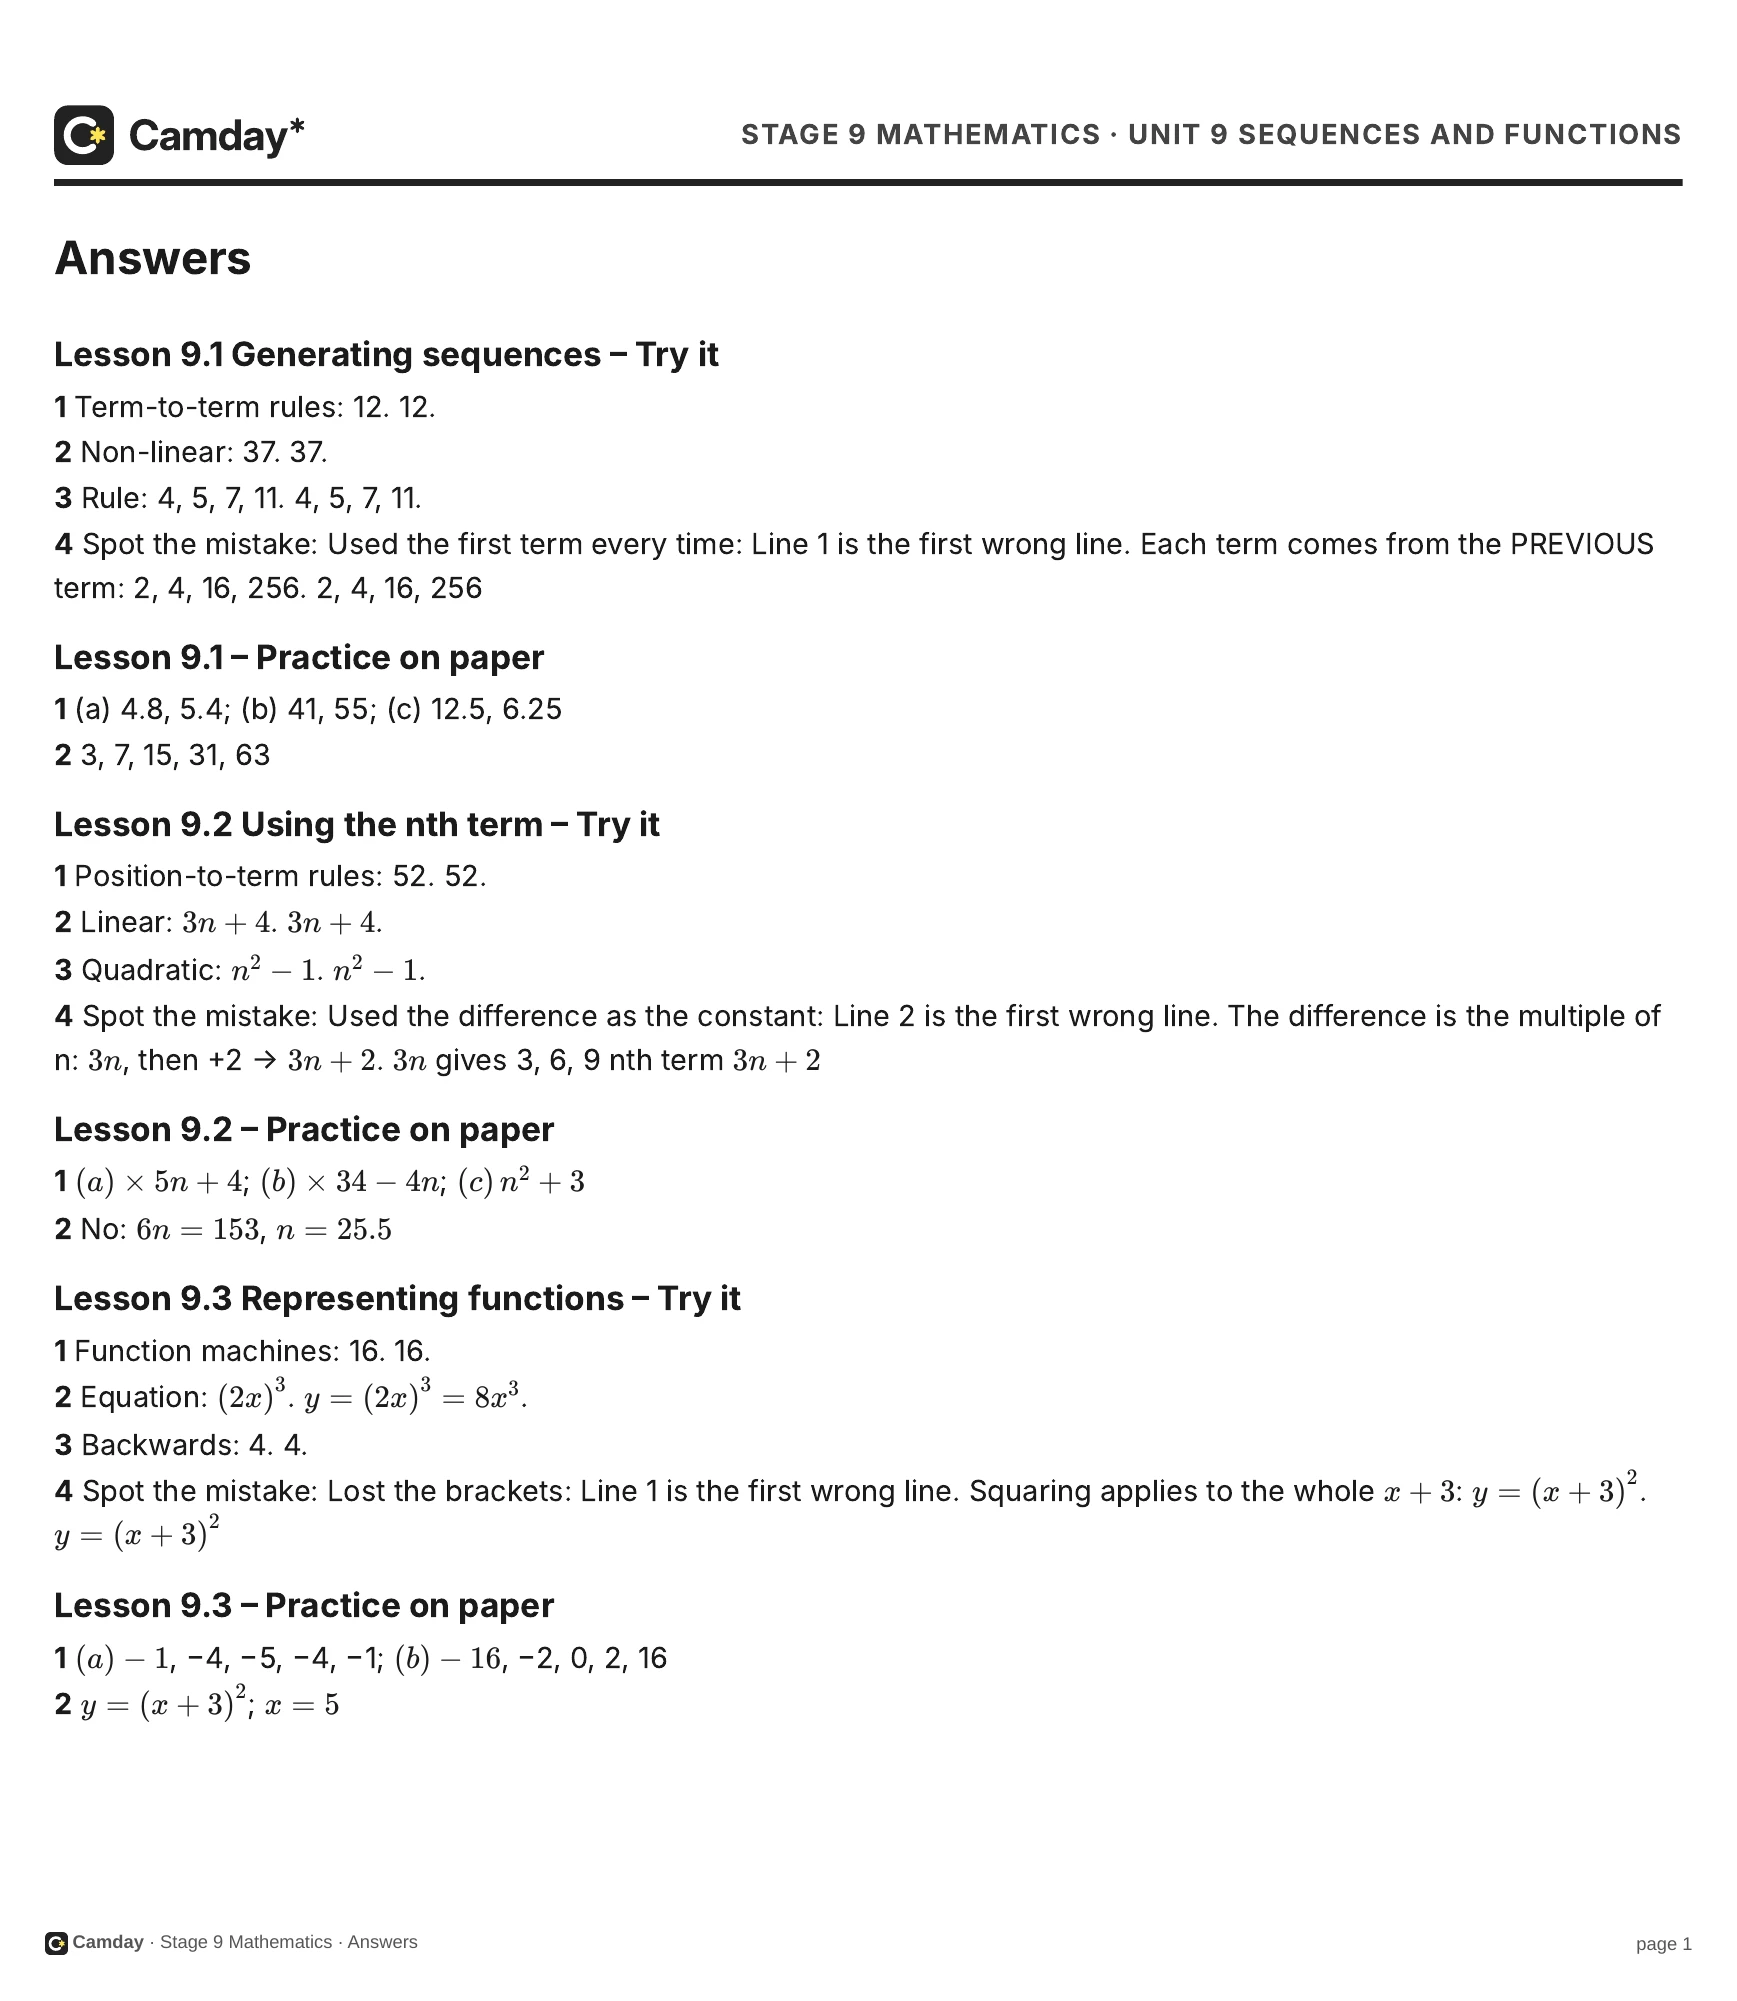 Camday*
STAGE 9 MATHEMATICS · UNIT 9 SEQUENCES AND FUNCTIONS
Answers
Lesson 9.1 Generating sequences – Try it
1 Term-to-term rules: 12. 12.
2 Non-linear: 37. 37.
3 Rule: 4, 5, 7, 11. 4, 5, 7, 11.
4 Spot the mistake: Used the first term every time: Line 1 is the first wrong line. Each term comes from the PREVIOUS
term: 2, 4, 16, 256. 2, 4, 16, 256
Lesson 9.1 – Practice on paper
1 (a) 4.8, 5.4; (b) 41, 55; (c) 12.5, 6.25
2 3, 7, 15, 31, 63
Lesson 9.2 Using the nth term – Try it
1 Position-to-term rules: 52. 52.
2 Linear: 3n + 4. 3n + 4.
3 Quadratic: n² − 1. n² − 1.
4 Spot the mistake: Used the difference as the constant: Line 2 is the first wrong line. The difference is the multiple of
n: 3n, then +2 → 3n + 2. 3n gives 3, 6, 9 nth term 3n + 2
Lesson 9.2 – Practice on paper
1 (a) × 5n + 4; (b) × 34 − 4n; (c) n² + 3
2 No: 6n = 153, n = 25.5
Lesson 9.3 Representing functions – Try it
1 Function machines: 16. 16.
2 Equation: (2x)³. y = (2x)³ = 8x³.
3 Backwards: 4. 4.
4 Spot the mistake: Lost the brackets: Line 1 is the first wrong line. Squaring applies to the whole x + 3: y = (x + 3)².
y = (x + 3)²
Lesson 9.3 – Practice on paper
1 (a) − 1, −4, −5, −4, −1; (b) − 16, −2, 0, 2, 16
2 y = (x + 3)²; x = 5
Camday · Stage 9 Mathematics · Answers
page 1